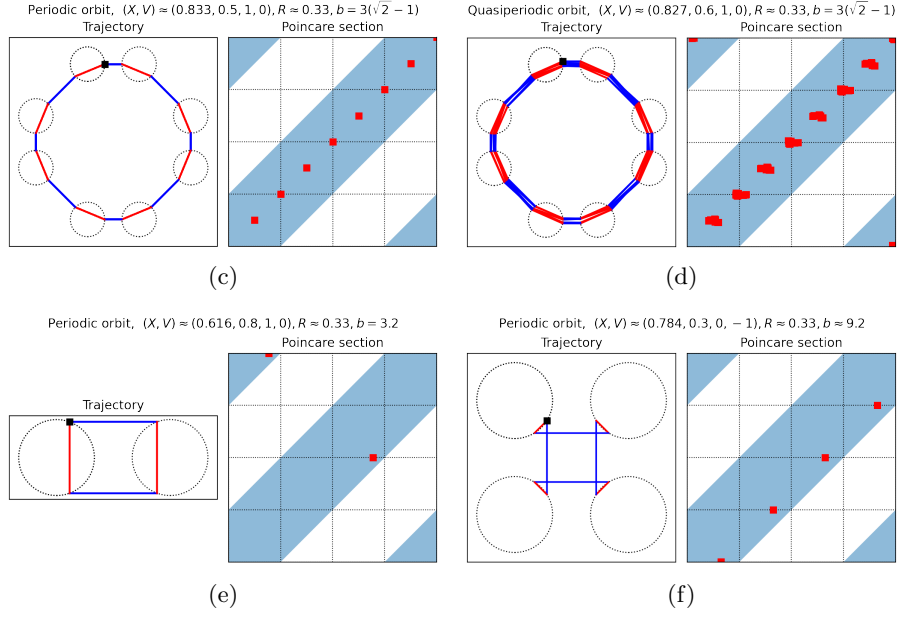 Periodic orbit, (X, V) ≈ (0.833, 0.5, 1, 0), R ≈ 0.33, b = 3(√2 − 1)
Trajectory Poincare section
(c)
Quasiperiodic orbit, (X, V) ≈ (0.827, 0.6, 1, 0), R ≈ 0.33, b = 3(√2 − 1)
Trajectory Poincare section
(d)
Periodic orbit, (X, V) ≈ (0.616, 0.8, 1, 0), R ≈ 0.33, b = 3.2
Trajectory Poincare section
(e)
Periodic orbit, (X, V) ≈ (0.784, 0.3, 0, −1), R ≈ 0.33, b ≈ 9.2
Trajectory Poincare section
(f)